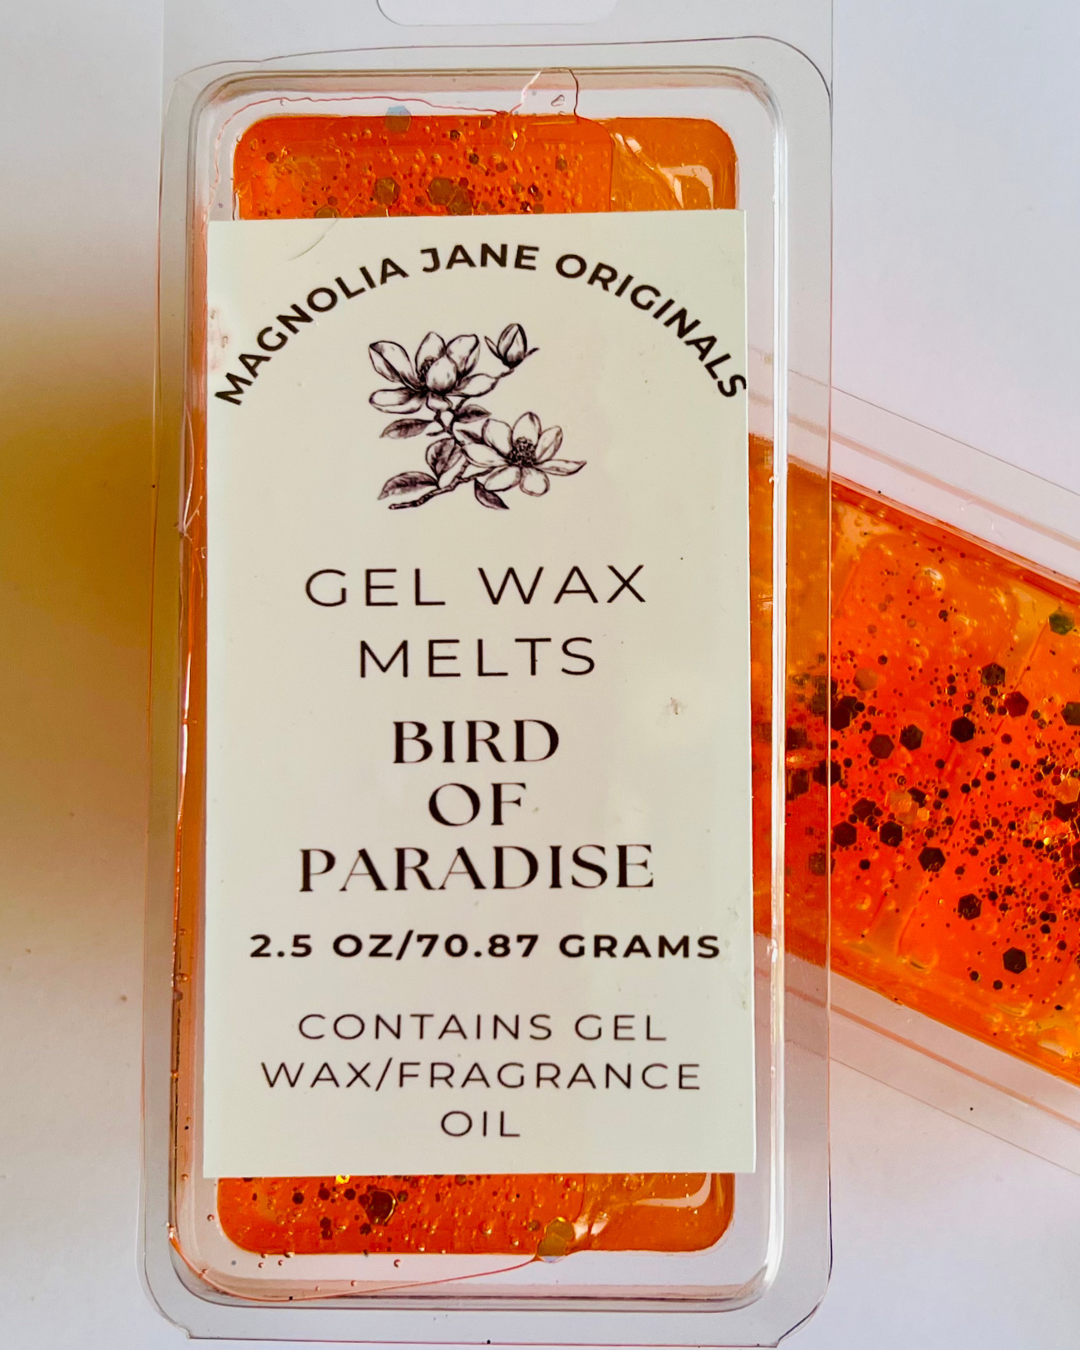 MAGNOLIA JANE ORIGINALS
GEL WAX
MELTS
BIRD
OF
PARADISE
2.5 OZ/70.87 GRAMS
CONTAINS GEL
WAX/FRAGRANCE
OIL